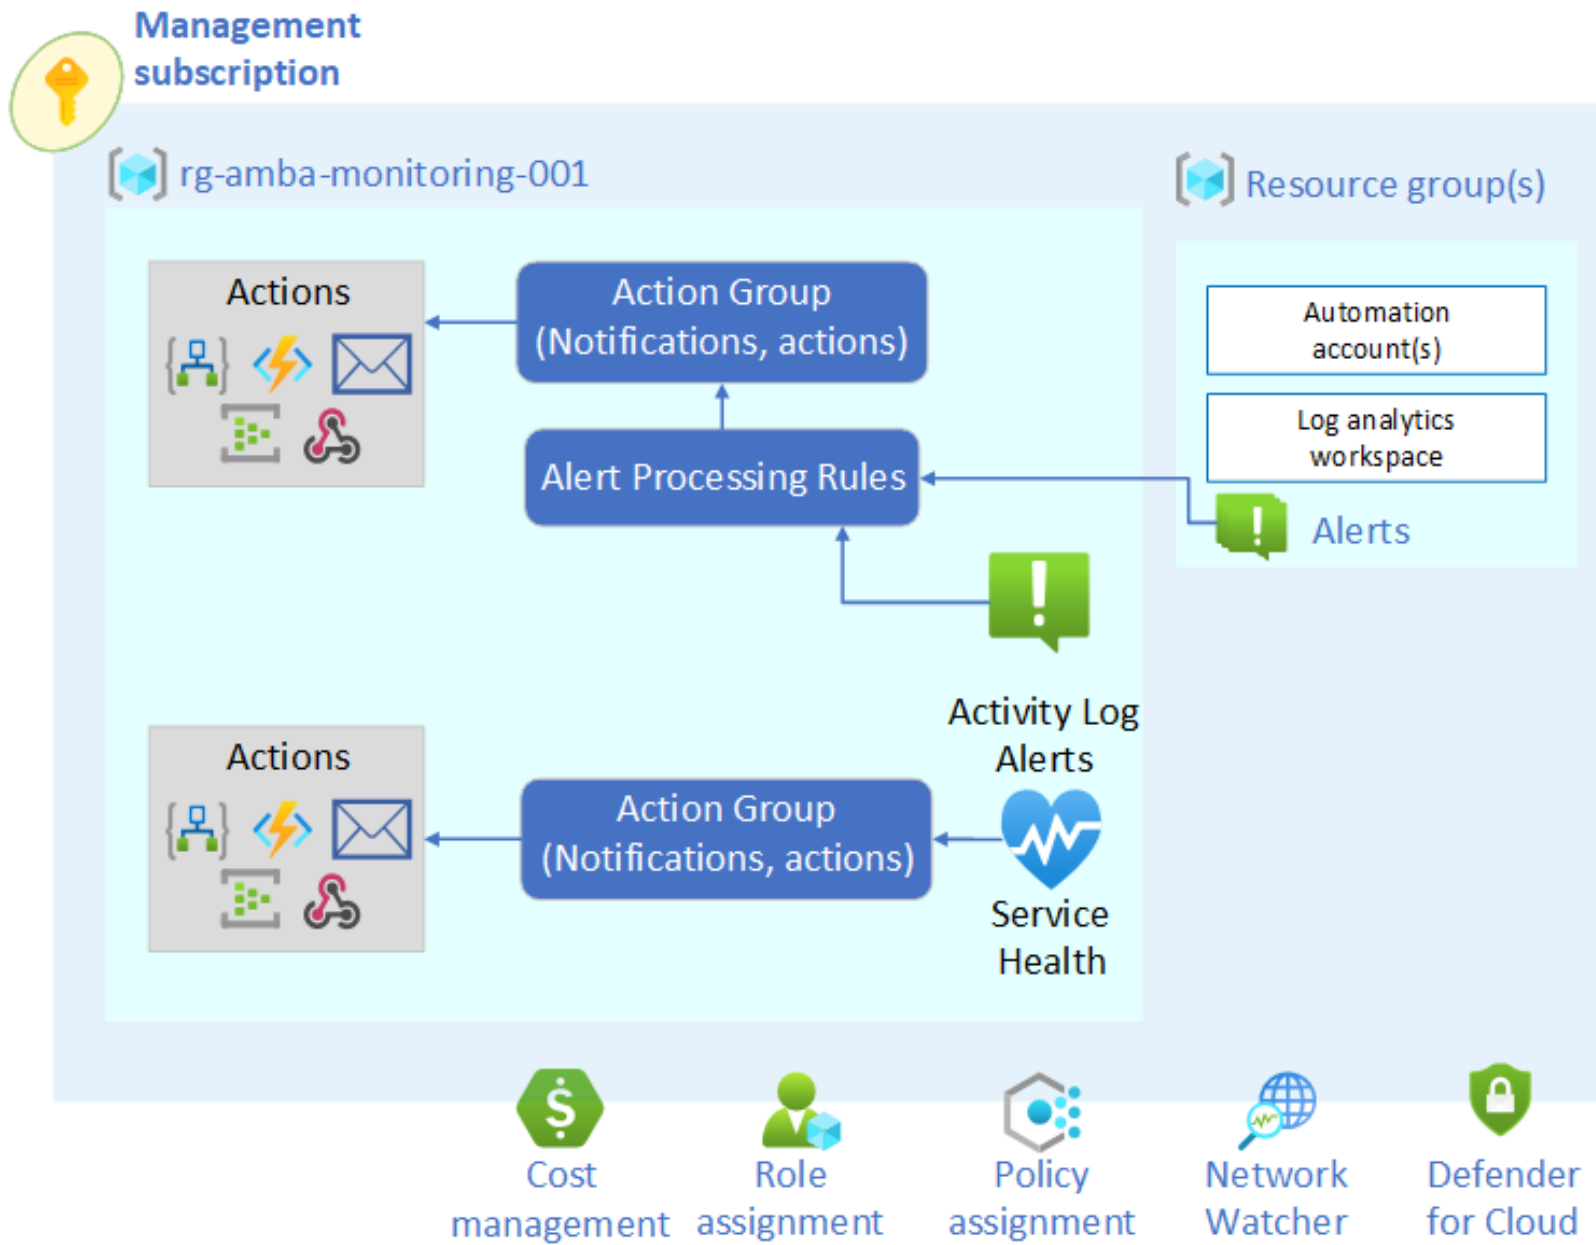 Management
subscription
rg-amba-monitoring-001
Resource group(s)
Actions
Action Group
(Notifications, actions)
Automation
account(s)
Log analytics
workspace
Alert Processing Rules
Alerts
Activity Log
Alerts
Actions
Action Group
(Notifications, actions)
Service
Health
Cost
management
Role
assignment
Policy
assignment
Network
Watcher
Defender
for Cloud